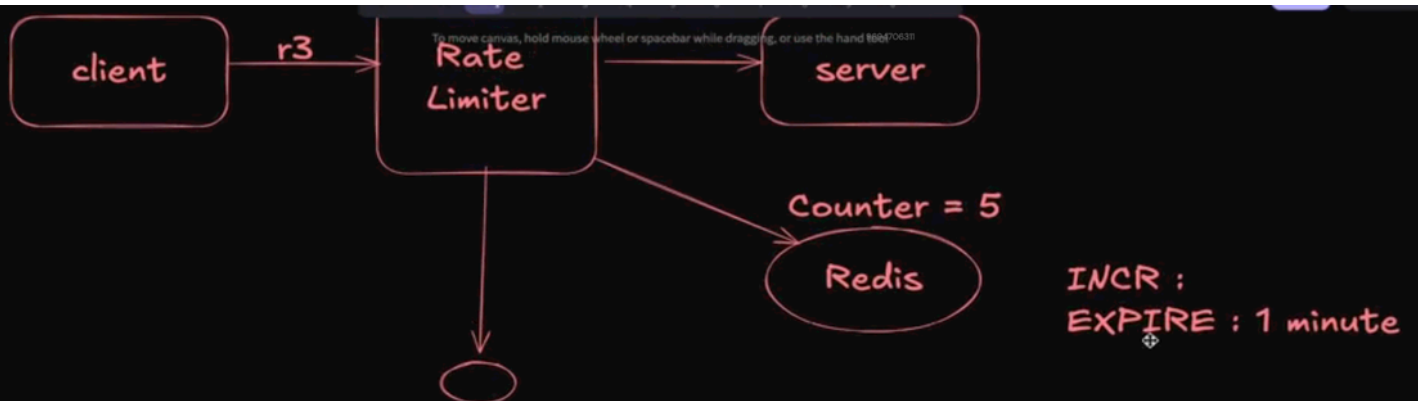 To move canvas, hold mouse wheel or spacebar while dragging, or use the hand tool
client
r3
Rate
Limiter
server
Counter = 5
Redis
INCR :
EXPIRE : 1 minute